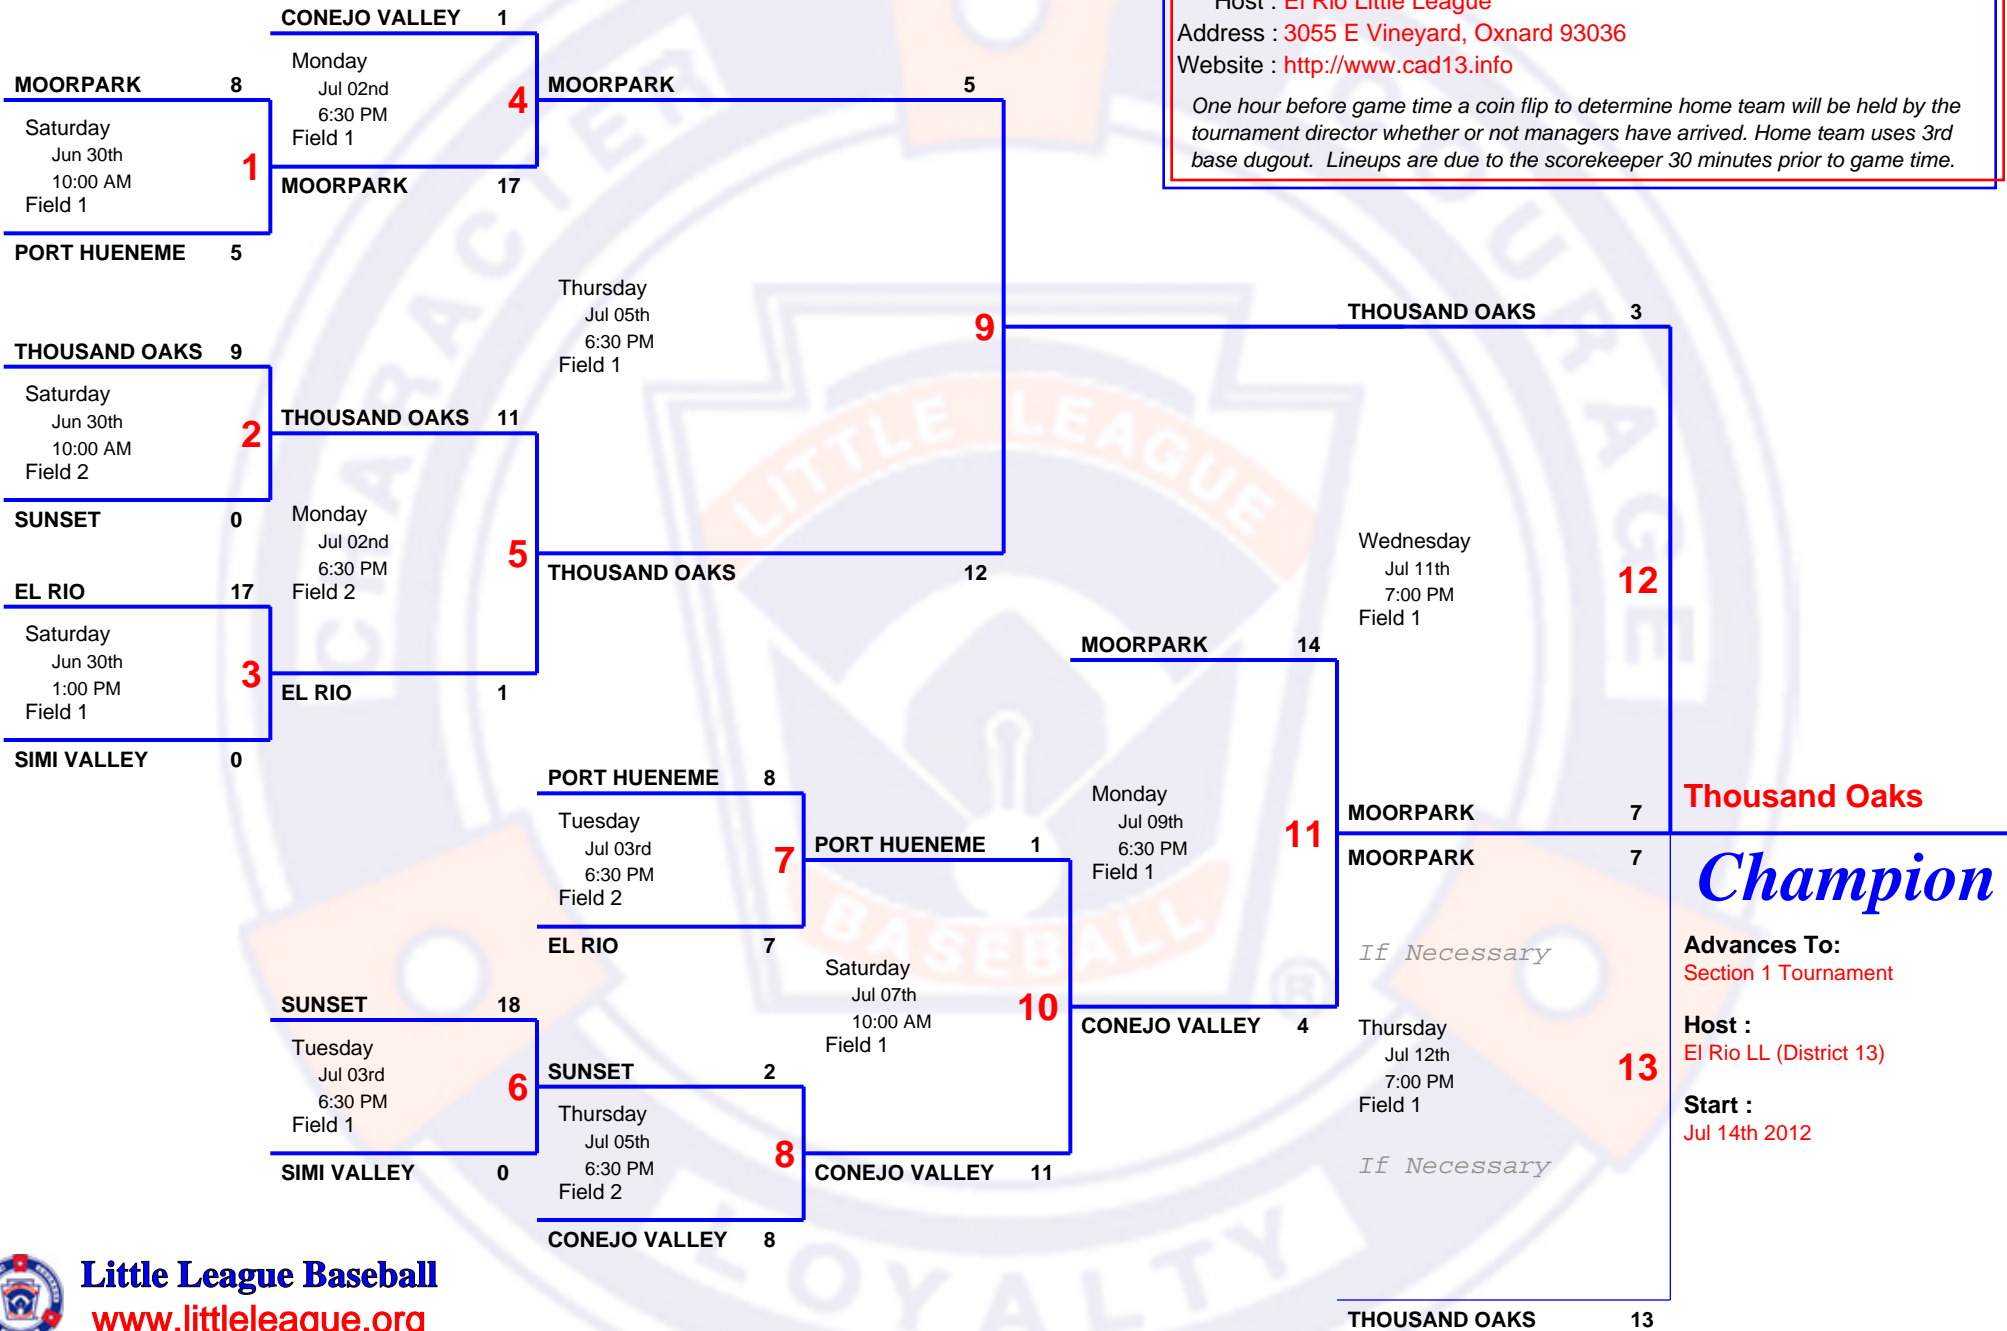 CONEJO VALLEY 1
Monday
Jul 02nd
6:30 PM
Field 1
4
MOORPARK 17
MOORPARK 8
Saturday
Jun 30th
10:00 AM
Field 1
1
PORT HUENEME 5
Host : El Rio Little League
Address : 3055 E Vineyard, Oxnard 93036
Website : http://www.cad13.info
One hour before game time a coin flip to determine home team will be held by the
tournament director whether or not managers have arrived. Home team uses 3rd
base dugout. Lineups are due to the scorekeeper 30 minutes prior to game time.
MOORPARK 5
Thursday
Jul 05th
6:30 PM
Field 1
9
THOUSAND OAKS 12
THOUSAND OAKS 9
Saturday
Jun 30th
10:00 AM
Field 2
2
SUNSET 0
THOUSAND OAKS 11
Monday
Jul 02nd
6:30 PM
Field 2
5
EL RIO 1
EL RIO 17
Saturday
Jun 30th
1:00 PM
Field 1
3
SIMI VALLEY 0
THOUSAND OAKS 3
Wednesday
Jul 11th
7:00 PM
Field 1
12
MOORPARK 7
MOORPARK 14
Monday
Jul 09th
6:30 PM
Field 1
11
CONEJO VALLEY 4
PORT HUENEME 8
Tuesday
Jul 03rd
6:30 PM
Field 2
7
EL RIO 7
PORT HUENEME 1
Saturday
Jul 07th
10:00 AM
Field 1
10
CONEJO VALLEY 11
SUNSET 18
Tuesday
Jul 03rd
6:30 PM
Field 1
6
SIMI VALLEY 0
SUNSET 2
Thursday
Jul 05th
6:30 PM
Field 2
8
CONEJO VALLEY 8
MOORPARK 7
If Necessary
Thursday
Jul 12th
7:00 PM
Field 1
13
If Necessary
THOUSAND OAKS 13
Thousand Oaks
Champion
Advances To:
Section 1 Tournament
Host :
El Rio LL (District 13)
Start :
Jul 14th 2012
Little League Baseball
www.littleleague.org
CHARACTER
COURAGE
LOYALTY
LITTLE LEAGUE
BASEBALL
®